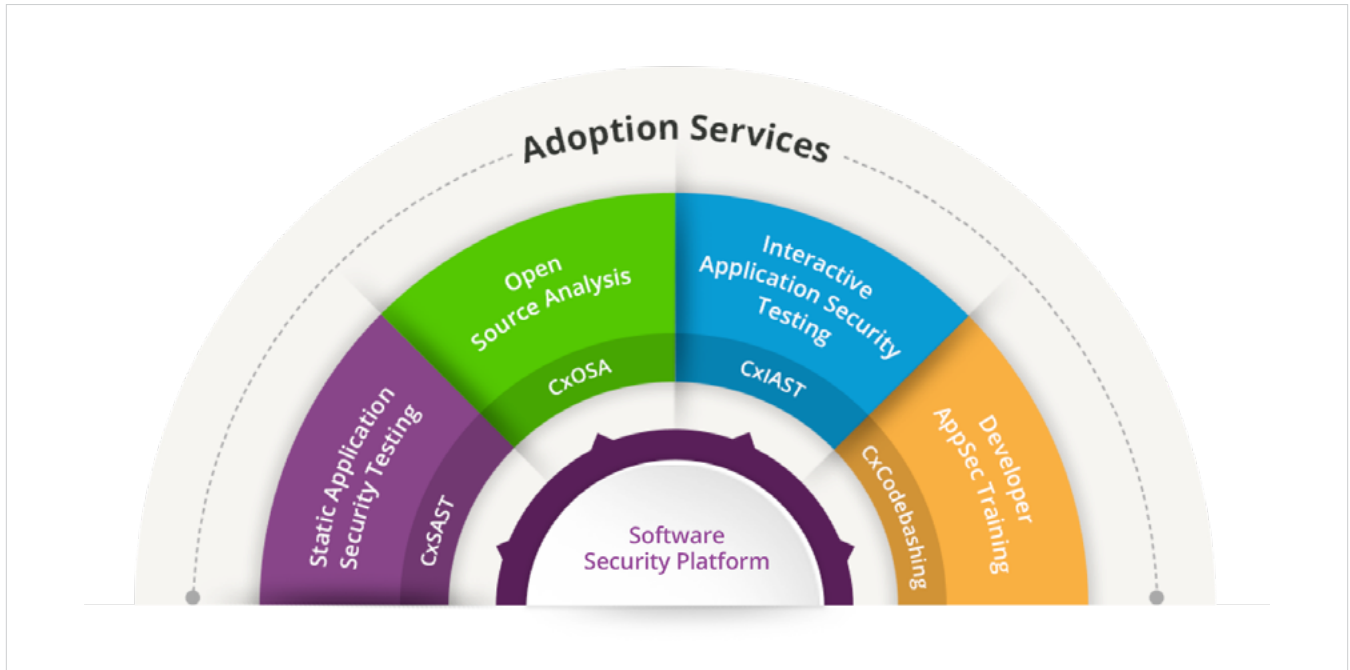 Adoption Services
Static Application
Security Testing
CxSAST
Open
Source Analysis
CxOSA
Interactive
Application Security
Testing
CxIAST
Developer
AppSec Training
CxCodebashing
Software
Security Platform